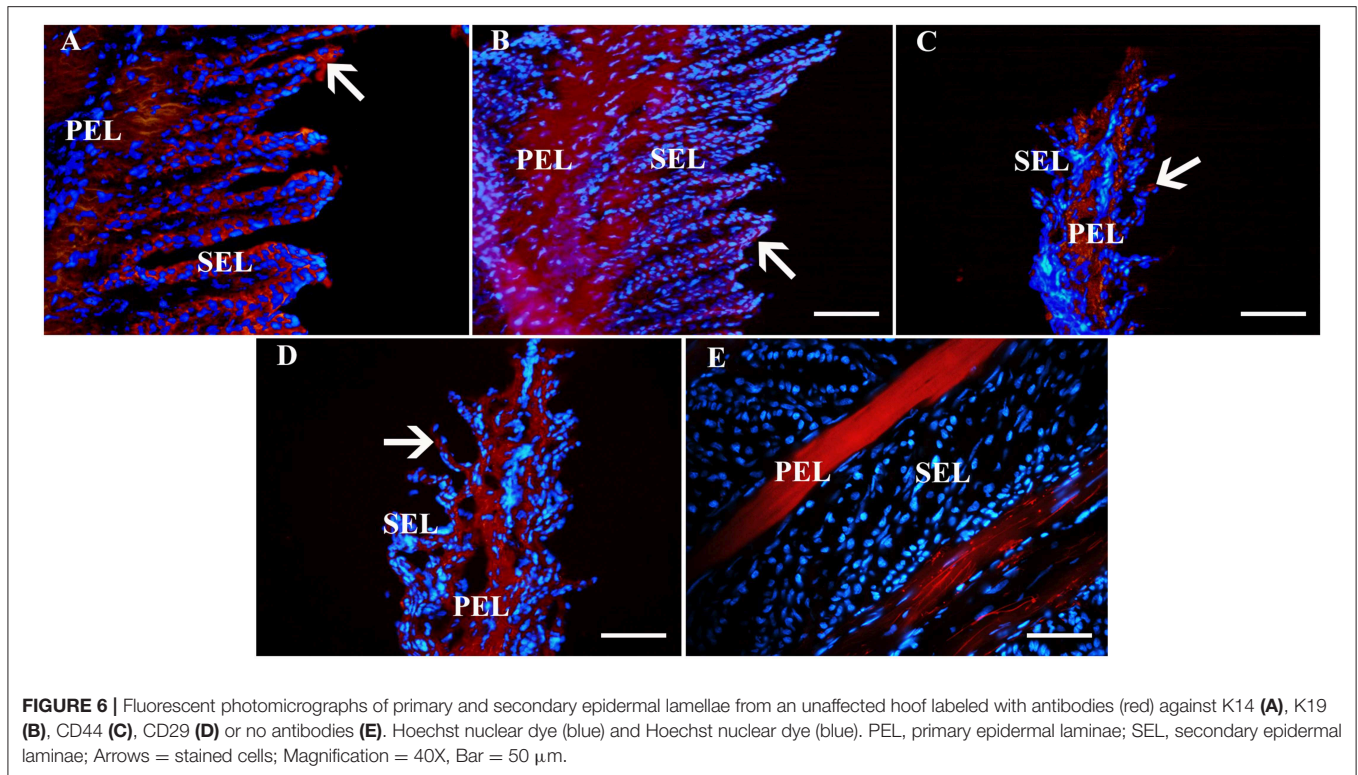 A
PEL
SEL
B
PEL
SEL
C
SEL
PEL
D
SEL
PEL
E
PEL
SEL
FIGURE 6 | Fluorescent photomicrographs of primary and secondary epidermal lamellae from an unaffected hoof labeled with antibodies (red) against K14 (A), K19
(B), CD44 (C), CD29 (D) or no antibodies (E). Hoechst nuclear dye (blue) and Hoechst nuclear dye (blue). PEL, primary epidermal laminae; SEL, secondary epidermal
laminae; Arrows = stained cells; Magnification = 40X, Bar = 50 μm.